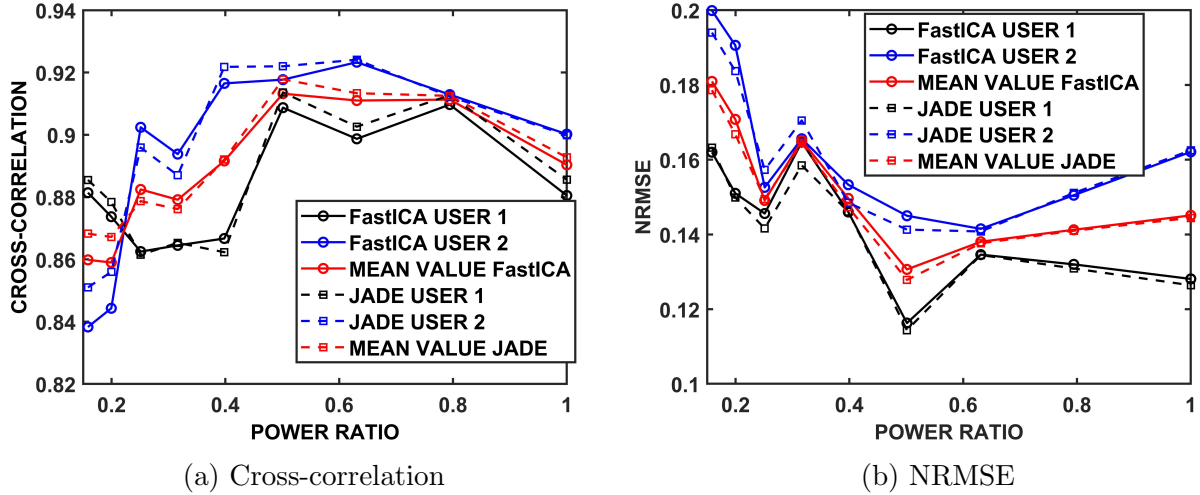 0.94
0.92
0.9
0.88
0.86
0.84
0.82
CROSS-CORRELATION
FastICA USER 1
FastICA USER 2
MEAN VALUE FastICA
JADE USER 1
JADE USER 2
MEAN VALUE JADE
0.2 0.4 0.6 0.8 1
POWER RATIO
(a) Cross-correlation
0.2
0.18
0.16
0.14
0.12
0.1
NRMSE
FastICA USER 1
FastICA USER 2
MEAN VALUE FastICA
JADE USER 1
JADE USER 2
MEAN VALUE JADE
0.2 0.4 0.6 0.8 1
POWER RATIO
(b) NRMSE